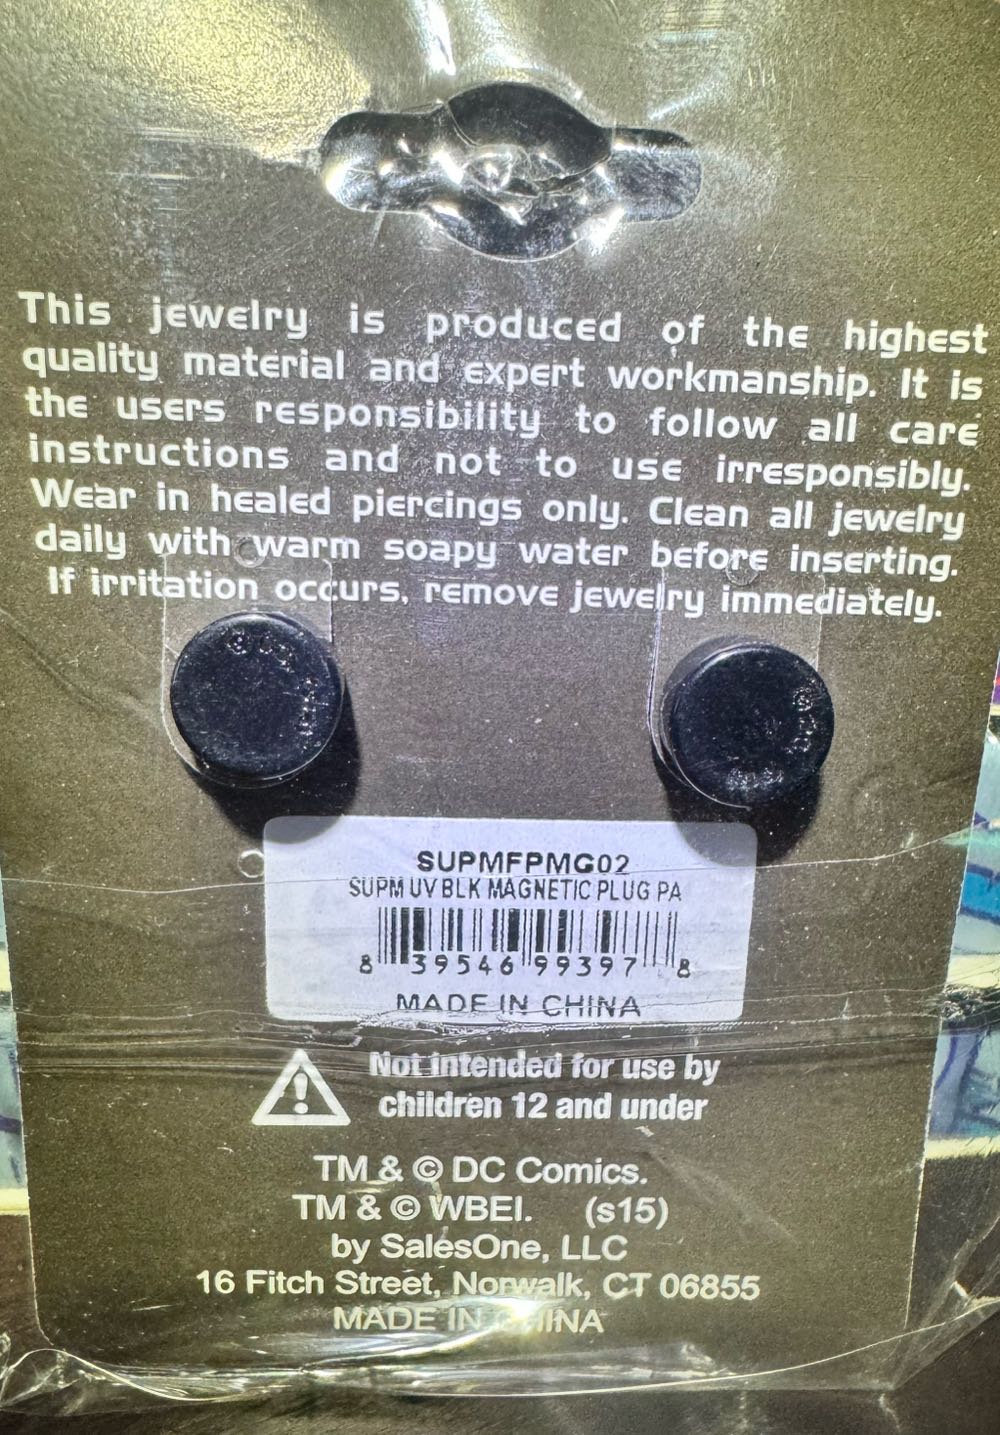 This jewelry is produced of the highest
quality material and expert workmanship. It is
the users responsibility to follow all care
instructions and not to use irresponsibly.
Wear in healed piercings only. Clean all jewelry
daily with warm soapy water before inserting.
If irritation occurs, remove jewelry immediately.
SUPMFPMG02
SUPM UV BLK MAGNETIC PLUG PA
8 39546 99397 8
MADE IN CHINA
Not intended for use by
children 12 and under
TM & © DC Comics.
TM & © WBEI. (s15)
by SalesOne, LLC
16 Fitch Street, Norwalk, CT 06855
MADE IN CHINA